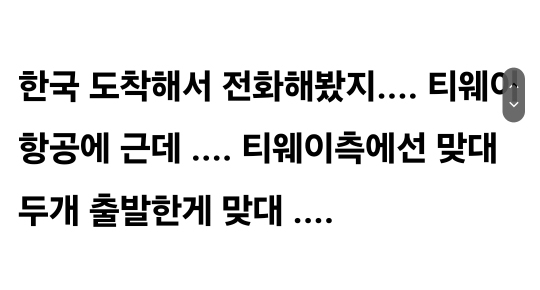 한국 도착해서 전화해봤지.... 티웨이
항공에 근데 .... 티웨이측에선 맞대
두개 출발한게 맞대 ....